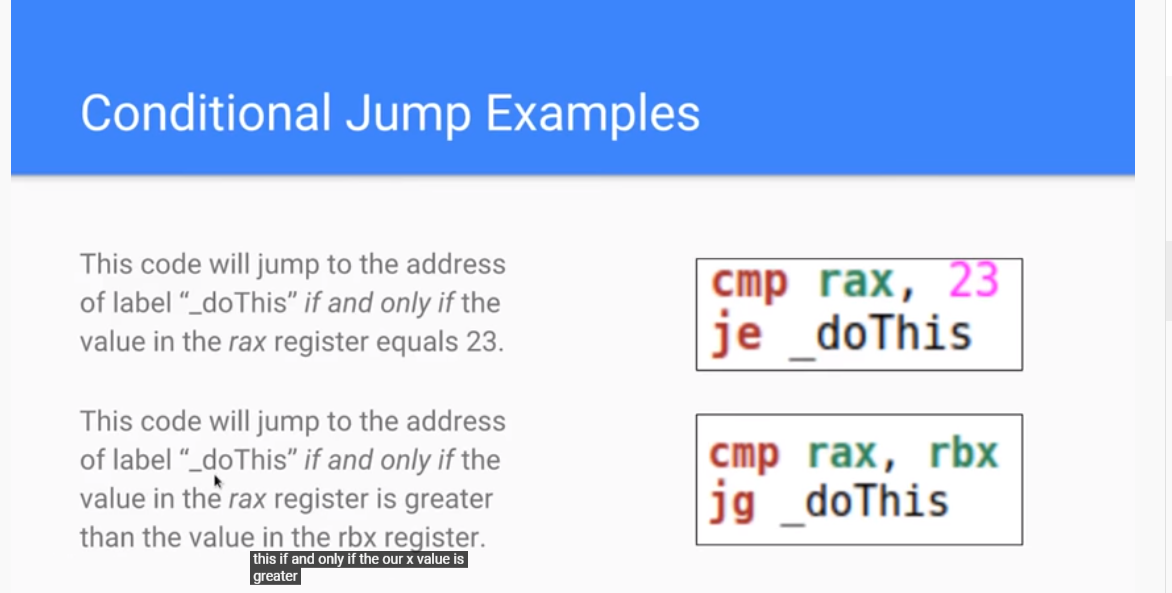 Conditional Jump Examples
This code will jump to the address
of label “_doThis” if and only if the
value in the rax register equals 23.
cmp rax, 23
je _doThis
This code will jump to the address
of label “_doThis” if and only if the
value in the rax register is greater
than the value in the rbx register.
cmp rax, rbx
jg _doThis
this if and only if the our x value is
greater